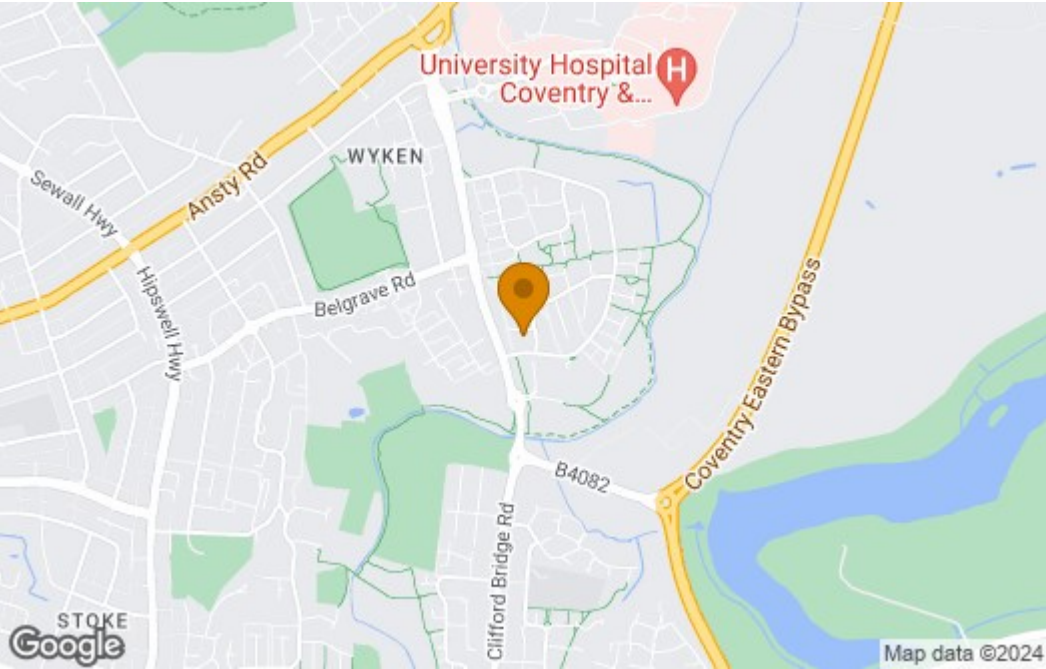 University Hospital
Coventry &...
H
WYKEN
Ansty Rd
Sewall Hwy
Hipswell Hwy
Belgrave Rd
Coventry Eastern Bypass
B4082
Clifford Bridge Rd
STOKE
Google
Map data ©2024